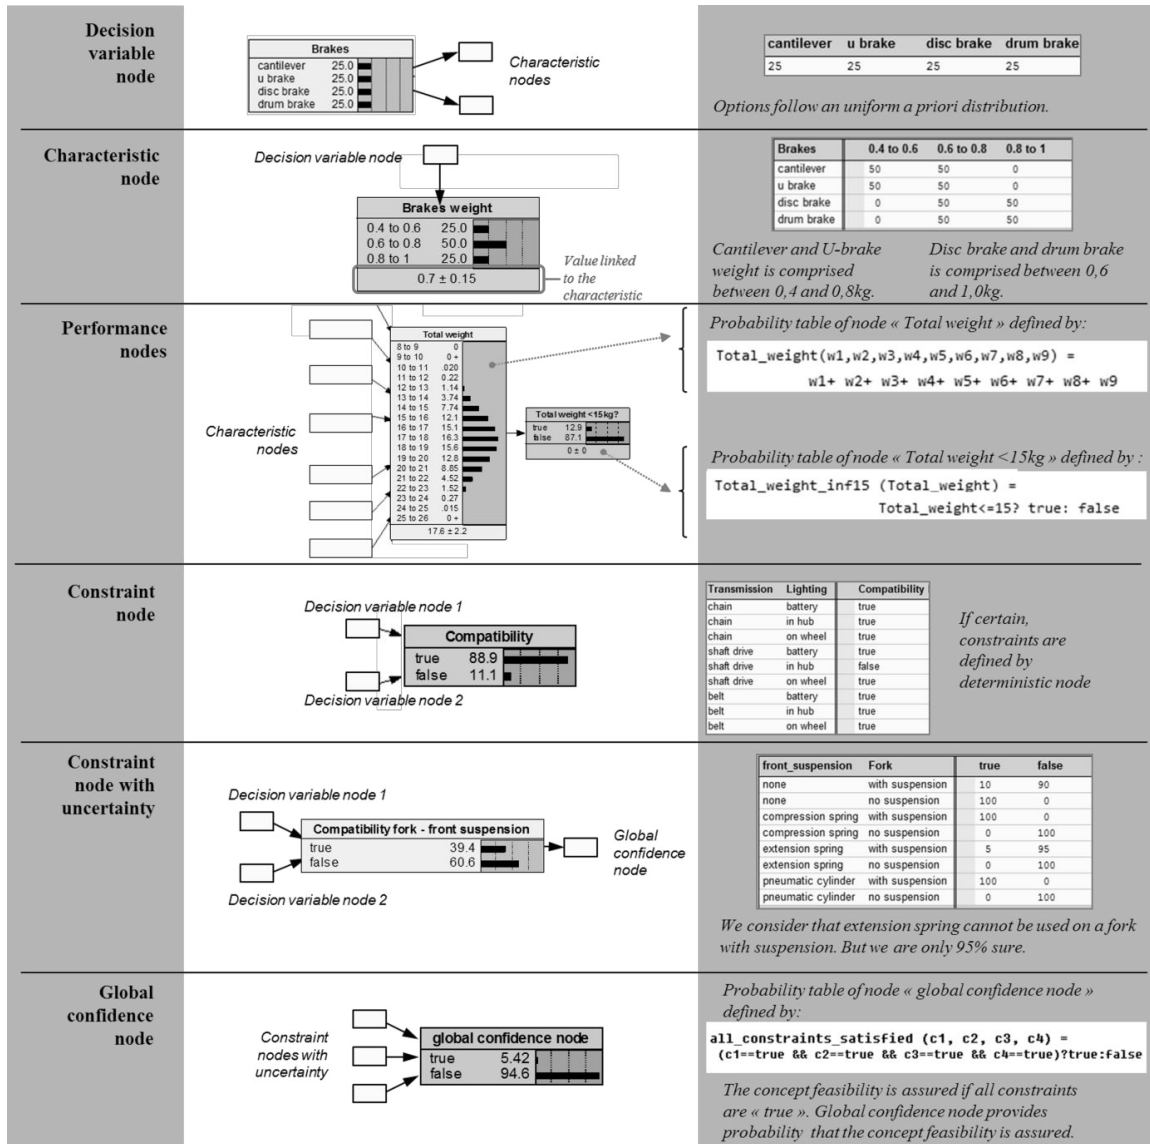 Decision
variable
node
Brakes
cantilever 25.0
u brake 25.0
disc brake 25.0
drum brake 25.0
Characteristic
nodes
cantilever u brake disc brake drum brake
25 25 25 25
Options follow an uniform a priori distribution.
Characteristic
node
Decision variable node
Brakes weight
0.4 to 0.6 25.0
0.6 to 0.8 50.0
0.8 to 1 25.0
0.7 ± 0.15
Value linked
to the
characteristic
Brakes 0.4 to 0.6 0.6 to 0.8 0.8 to 1
cantilever 50 50 0
u brake 50 50 0
disc brake 0 50 50
drum brake 0 50 50
Cantilever and U-brake
weight is comprised
between 0,4 and 0,8kg.
Disc brake and drum brake
is comprised between 0,6
and 1,0kg.
Performance
nodes
Characteristic
nodes
Total weight
8 to 9 0
9 to 10 0 +
10 to 11 .020
11 to 12 0.22
12 to 13 1.14
13 to 14 3.74
14 to 15 7.74
15 to 16 12.1
16 to 17 15.1
17 to 18 16.3
18 to 19 15.6
19 to 20 12.8
20 to 21 8.85
21 to 22 4.52
22 to 23 1.52
23 to 24 0.27
24 to 25 .015
25 to 26 0 +
17.6 ± 2.2
Total weight <15kg?
true 12.9
false 87.1
0 ± 0
Probability table of node « Total weight » defined by:
Total_weight(w1,w2,w3,w4,w5,w6,w7,w8,w9) =
w1+ w2+ w3+ w4+ w5+ w6+ w7+ w8+ w9
Probability table of node « Total weight <15kg » defined by :
Total_weight_inf15 (Total_weight) =
Total_weight<=15? true: false
Constraint
node
Decision variable node 1
Compatibility
true 88.9
false 11.1
Decision variable node 2
Transmission Lighting Compatibility
chain battery true
chain in hub true
chain on wheel true
shaft drive battery true
shaft drive in hub false
shaft drive on wheel true
belt battery true
belt in hub true
belt on wheel true
If certain,
constraints are
defined by
deterministic node
Constraint
node with
uncertainty
Decision variable node 1
Compatibility fork - front suspension
true 39.4
false 60.6
Decision variable node 2
Global
confidence
node
front_suspension Fork true false
none with suspension 10 90
none no suspension 100 0
compression spring with suspension 100 0
compression spring no suspension 0 100
extension spring with suspension 5 95
extension spring no suspension 0 100
pneumatic cylinder with suspension 100 0
pneumatic cylinder no suspension 0 100
We consider that extension spring cannot be used on a fork
with suspension. But we are only 95% sure.
Global
confidence
node
Constraint
nodes with
uncertainty
global confidence node
true 5.42
false 94.6
Probability table of node « global confidence node »
defined by:
all_constraints_satisfied (c1, c2, c3, c4) =
(c1==true && c2==true && c3==true && c4==true)?true:false
The concept feasibility is assured if all constraints
are « true ». Global confidence node provides
probability that the concept feasibility is assured.